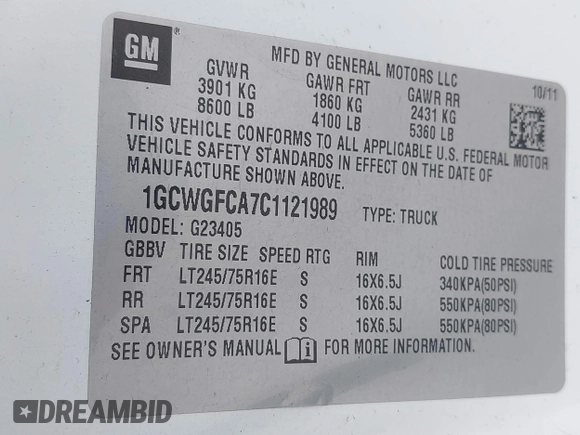 GM
MFD BY GENERAL MOTORS LLC
GVWR GAWR FRT GAWR RR 10/11
3901 KG 1860 KG 2431 KG
8600 LB 4100 LB 5360 LB
THIS VEHICLE CONFORMS TO ALL APPLICABLE U.S. FEDERAL MOTOR
VEHICLE SAFETY STANDARDS IN EFFECT ON THE DATE OF
MANUFACTURE SHOWN ABOVE.
1GCWGFCA7C1121989 TYPE: TRUCK
MODEL: G23405
GBBV TIRE SIZE SPEED RTG RIM COLD TIRE PRESSURE
FRT LT245/75R16E S 16X6.5J 340KPA(50PSI)
RR LT245/75R16E S 16X6.5J 550KPA(80PSI)
SPA LT245/75R16E S 16X6.5J 550KPA(80PSI)
SEE OWNER'S MANUAL FOR MORE INFORMATION.
DREAMBID